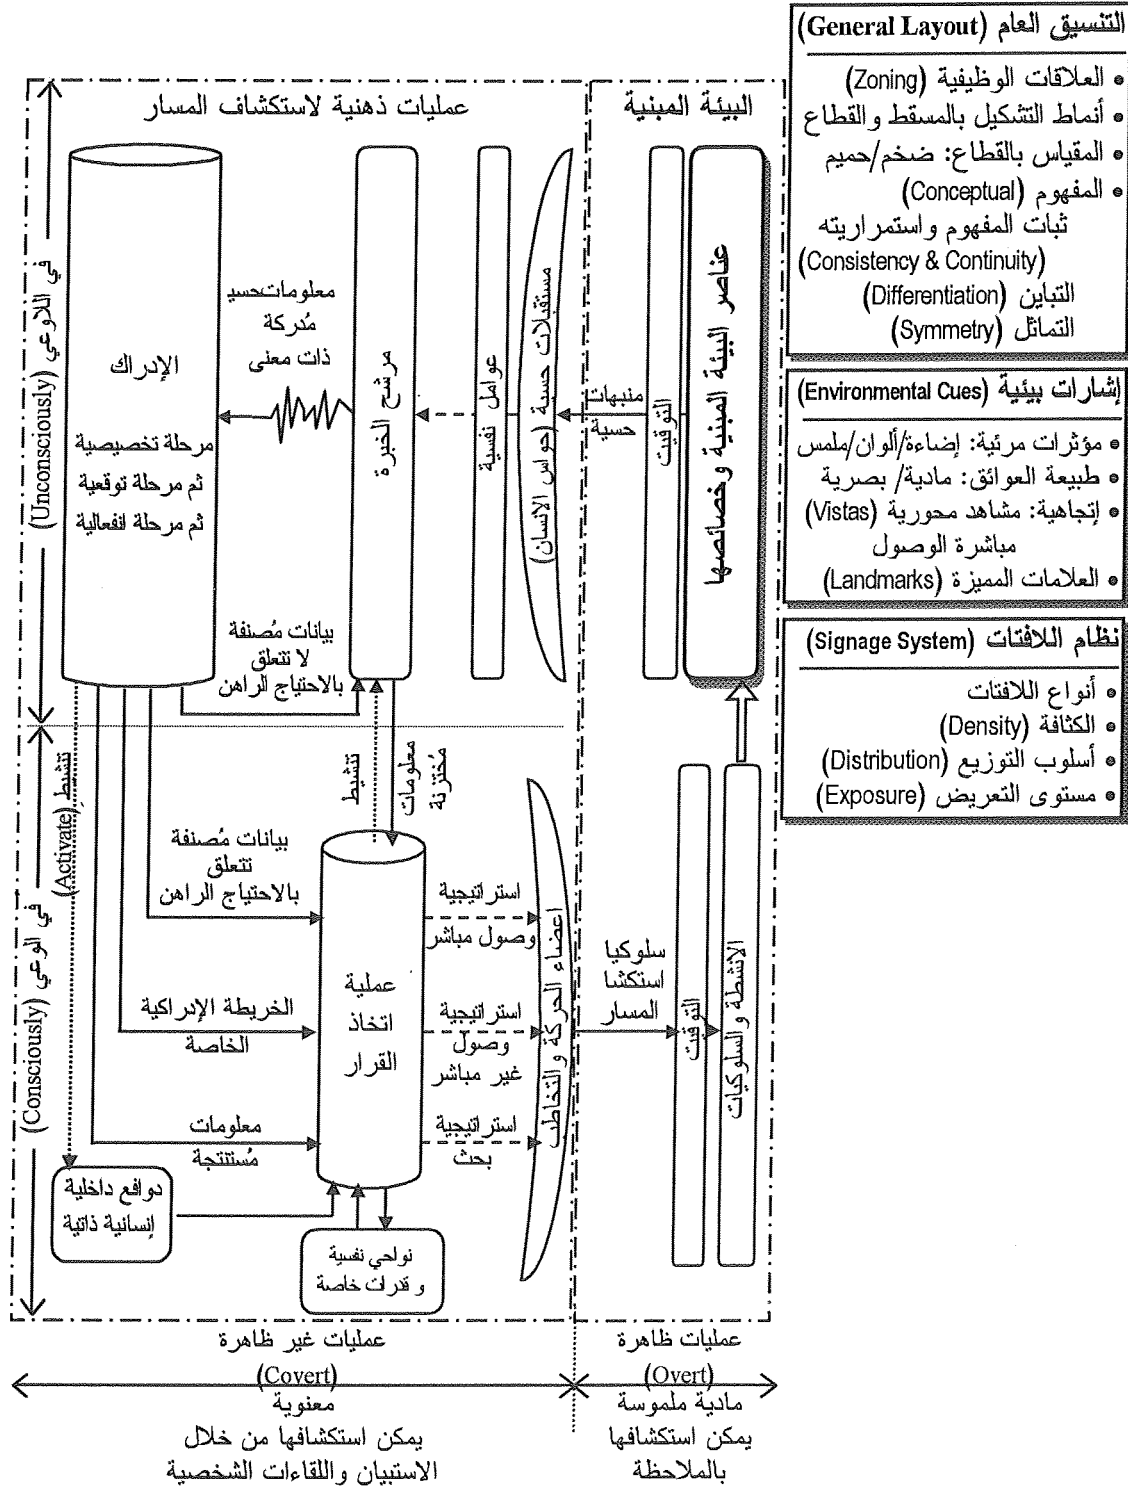 التنسيق العام (General Layout)
• العلاقات الوظيفية (Zoning)
• أنماط التشكيل بالمسقط والقطاع
• المقياس بالقطاع: ضخم/حميم
• المفهوم (Conceptual)
ثبات المفهوم واستمراريته
(Consistency & Continuity)
التباين (Differentiation)
التماثل (Symmetry)
إشارات بيئية (Environmental Cues)
• مؤثرات مرئية: إضاءة/ألوان/ملمس
• طبيعة العوائق: مادية/ بصرية
• إتجاهية: مشاهد محورية (Vistas)
مباشرة الوصول
• العلامات المميزة (Landmarks)
نظام اللافتات (Signage System)
• أنواع اللافتات
• الكثافة (Density)
• أسلوب التوزيع (Distribution)
• مستوى التعريض (Exposure)
البيئة المبنية
عمليات ذهنية لاستكشاف المسار
عناصر البيئة المبنية وخصائصها
التوقيت
منبهات
حسية
مستقبلات حسية (حواس الانسان)
عوامل نفسية
مرشح الخبرة
معلومات حسي
مُدركة
ذات معنى
الإدراك
مرحلة تخصيصية
ثم مرحلة توقعية
ثم مرحلة انفعالية
في اللاوعي (Unconsciously)
بيانات مُصنفة
لا تتعلق
بالاحتياج الراهن
تنشيط
معلومات
مُختزنة
تنشيط (Activate)
في الوعي (Consciously)
بيانات مُصنفة
تتعلق
بالاحتياج الراهن
الخريطة الإدراكية
الخاصة
معلومات
مُستنتجة
عملية
اتخاذ
القرار
استراتيجية
وصول مباشر
استراتيجية
وصول
غير مباشر
استراتيجية
بحث
اعضاء الحركة والتخاطب
سلوكيا
استكشا
المسار
التوقيت
الانشطة والسلوكيات
دوافع داخلية
إنسانية ذاتية
نواحي نفسية
و قدرات خاصة
عمليات ظاهرة
(Overt)
مادية ملموسة
يمكن استكشافها
بالملاحظة
عمليات غير ظاهرة
(Covert)
معنوية
يمكن استكشافها من خلال
الاستبيان واللقاءات الشخصية